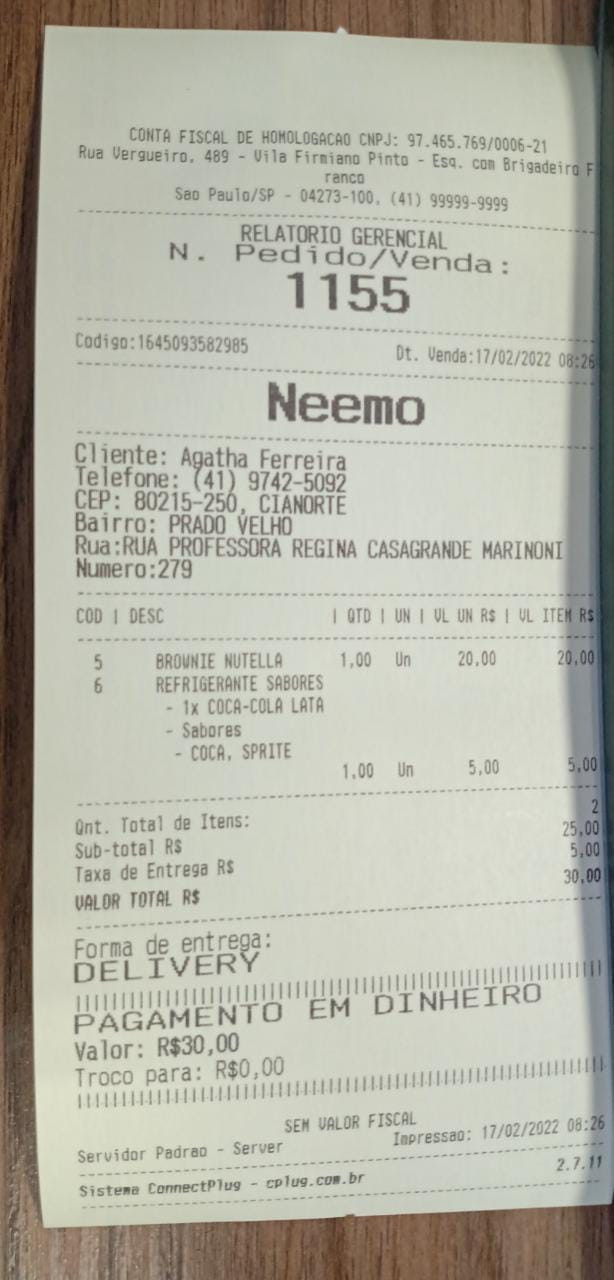 CONTA FISCAL DE HOMOLOGACAO CNPJ: 97.465.769/0006-21
Rua Vergueiro, 489 - Vila Firmiano Pinto - Esq. com Brigadeiro F
ranco
Sao Paulo/SP - 04273-100, (41) 99999-9999
RELATORIO GERENCIAL
N. Pedido/Venda:
1155
Codigo:1645093582985 Dt. Venda:17/02/2022 08:26
Neemo
Cliente: Agatha Ferreira
Telefone: (41) 9742-5092
CEP: 80215-250, CIANORTE
Bairro: PRADO VELHO
Rua:RUA PROFESSORA REGINA CASAGRANDE MARINONI
Numero:279
COD | DESC | QTD | UN | VL UN R$ | VL ITEM R$
5 BROWNIE NUTELLA 1,00 Un 20,00 20,00
6 REFRIGERANTE SABORES
- 1x COCA-COLA LATA
- Sabores
- COCA, SPRITE
1,00 Un 5,00 5,00
Qnt. Total de Itens: 2
Sub-total R$ 25,00
Taxa de Entrega R$ 5,00
VALOR TOTAL R$ 30,00
Forma de entrega:
DELIVERY
PAGAMENTO EM DINHEIRO
Valor: R$30,00
Troco para: R$0,00
SEM VALOR FISCAL
Servidor Padrao - Server Impressao: 17/02/2022 08:26
Sistema ConnectPlug - cplug.com.br 2.7.11